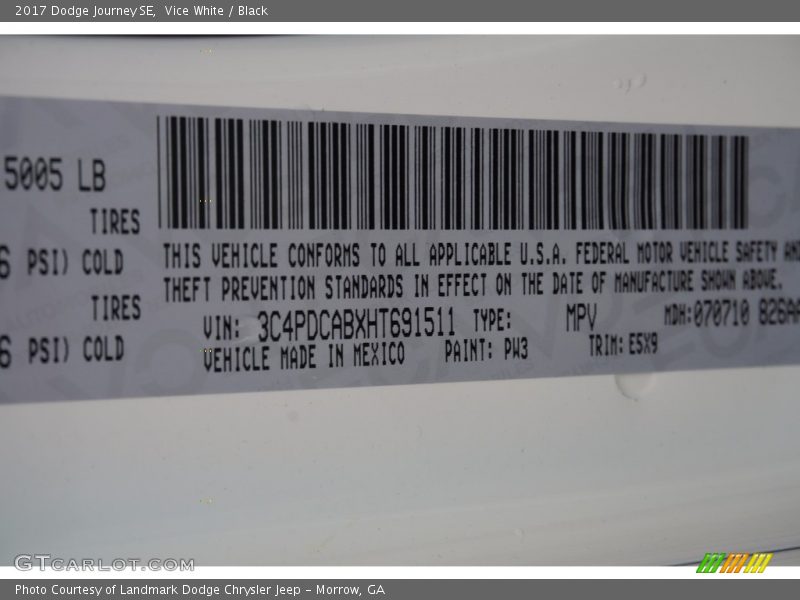 2017 Dodge Journey SE, Vice White / Black
5005 LB
TIRES
PSI) COLD
TIRES
PSI) COLD
THIS VEHICLE CONFORMS TO ALL APPLICABLE U.S.A. FEDERAL MOTOR VEHICLE SAFETY AND
THEFT PREVENTION STANDARDS IN EFFECT ON THE DATE OF MANUFACTURE SHOWN ABOVE.
VIN: 3C4PDCABXHT691511 TYPE: MPV MDH: 070710
VEHICLE MADE IN MEXICO PAINT: PW3 TRIM: E5X9
GTCARLOT.COM
Photo Courtesy of Landmark Dodge Chrysler Jeep - Morrow, GA